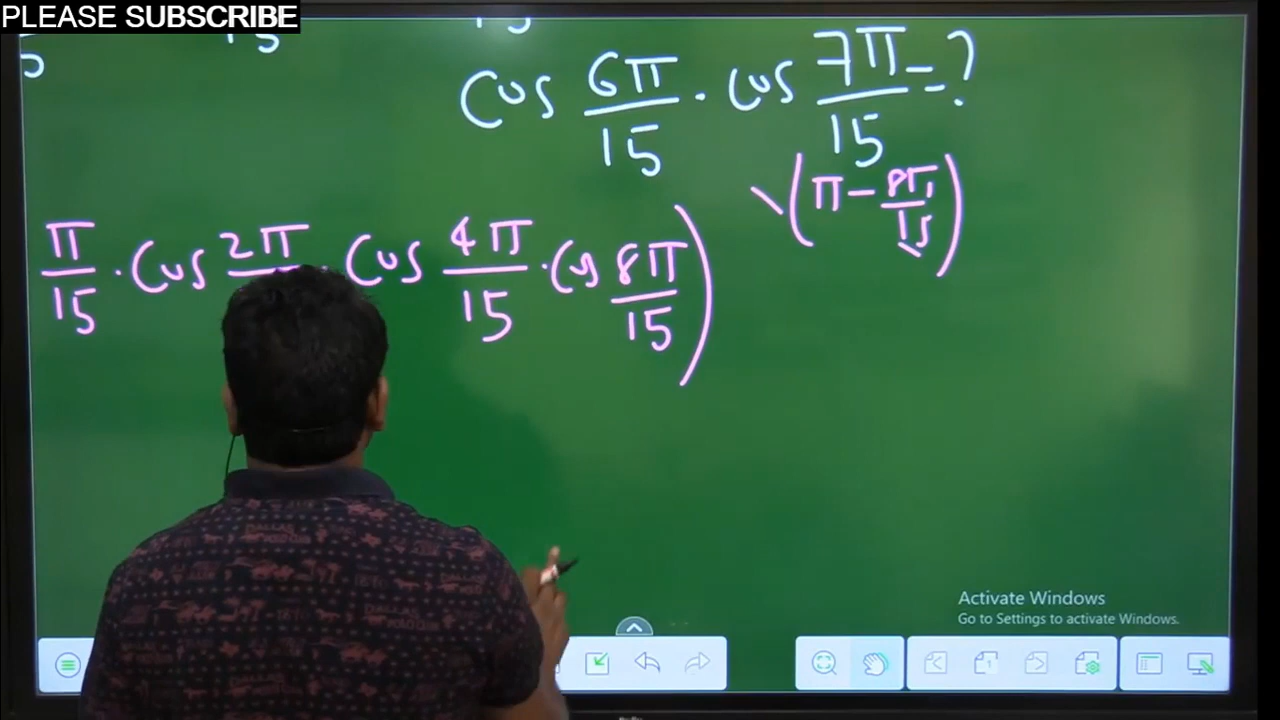 PLEASE SUBSCRIBE
cos 6π/15 · cos 7π/15 = ?
(π − 8π/15)
π/15 · cos 2π · cos 4π/15 · cos 8π/15)
Activate Windows
Go to Settings to activate Windows.